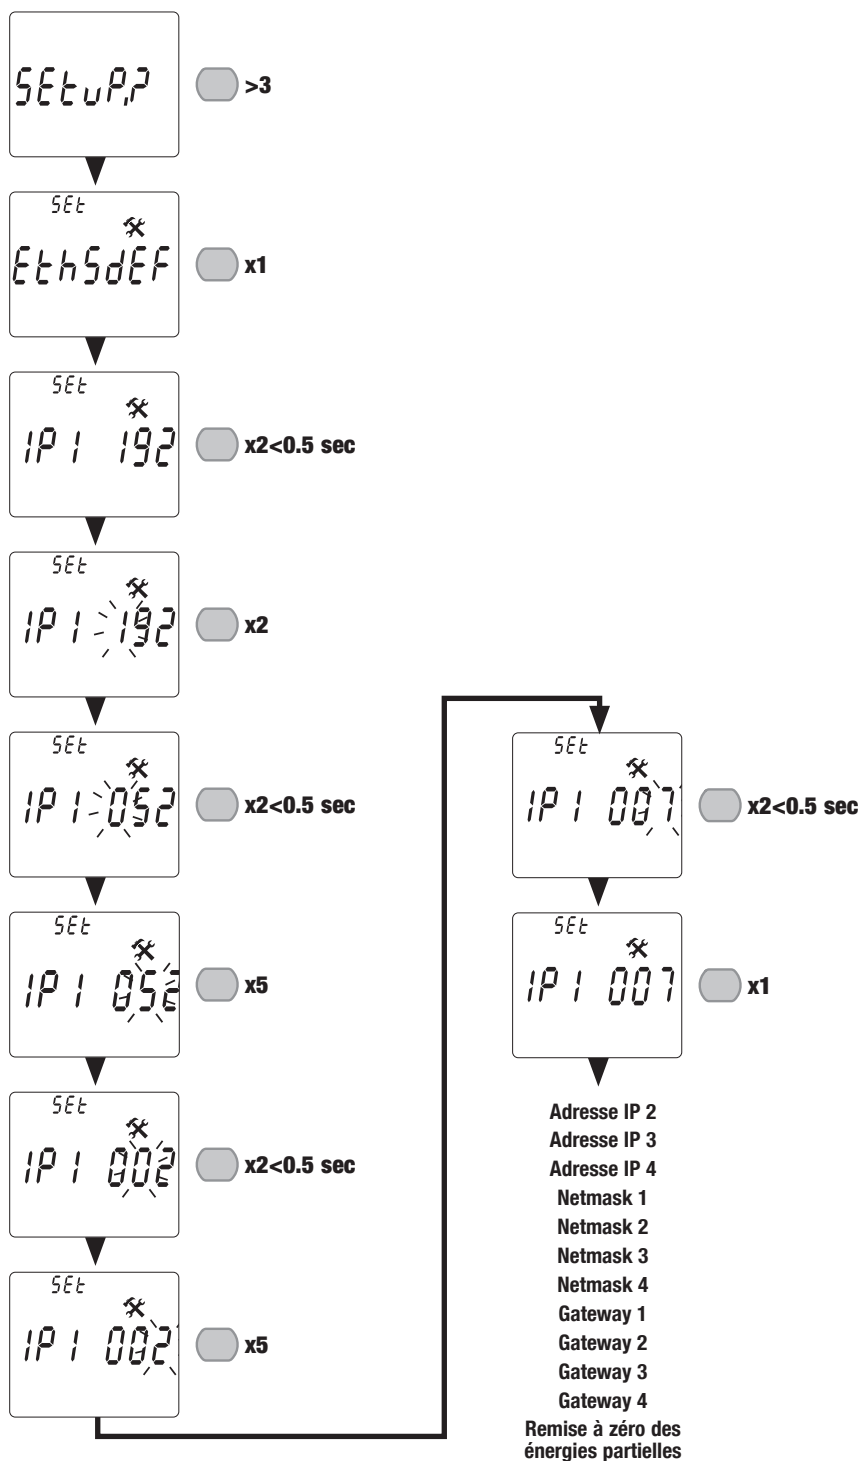 SEtuP,?
>3
SEt
EthSdEF
x1
SEt
IP1 192
x2<0.5 sec
SEt
IP1 192
x2
SEt
IP1 052
x2<0.5 sec
SEt
IP1 052
x5
SEt
IP1 002
x2<0.5 sec
SEt
IP1 002
x5
SEt
IP1 007
x2<0.5 sec
SEt
IP1 007
x1
Adresse IP 2
Adresse IP 3
Adresse IP 4
Netmask 1
Netmask 2
Netmask 3
Netmask 4
Gateway 1
Gateway 2
Gateway 3
Gateway 4
Remise à zéro des
énergies partielles